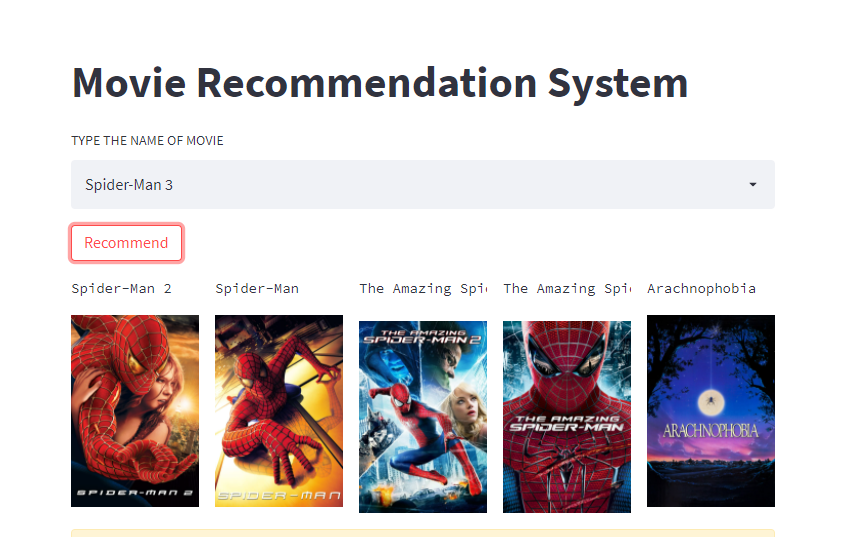 Movie Recommendation System
TYPE THE NAME OF MOVIE
Spider-Man 3
Recommend
Spider-Man 2
Spider-Man
The Amazing Spi
The Amazing Spi
Arachnophobia
SPIDER-MAN 2
SPIDER-MAN
THE AMAZING
SPIDER-MAN 2
THE AMAZING
SPIDER-MAN
ARACHNOPHOBIA